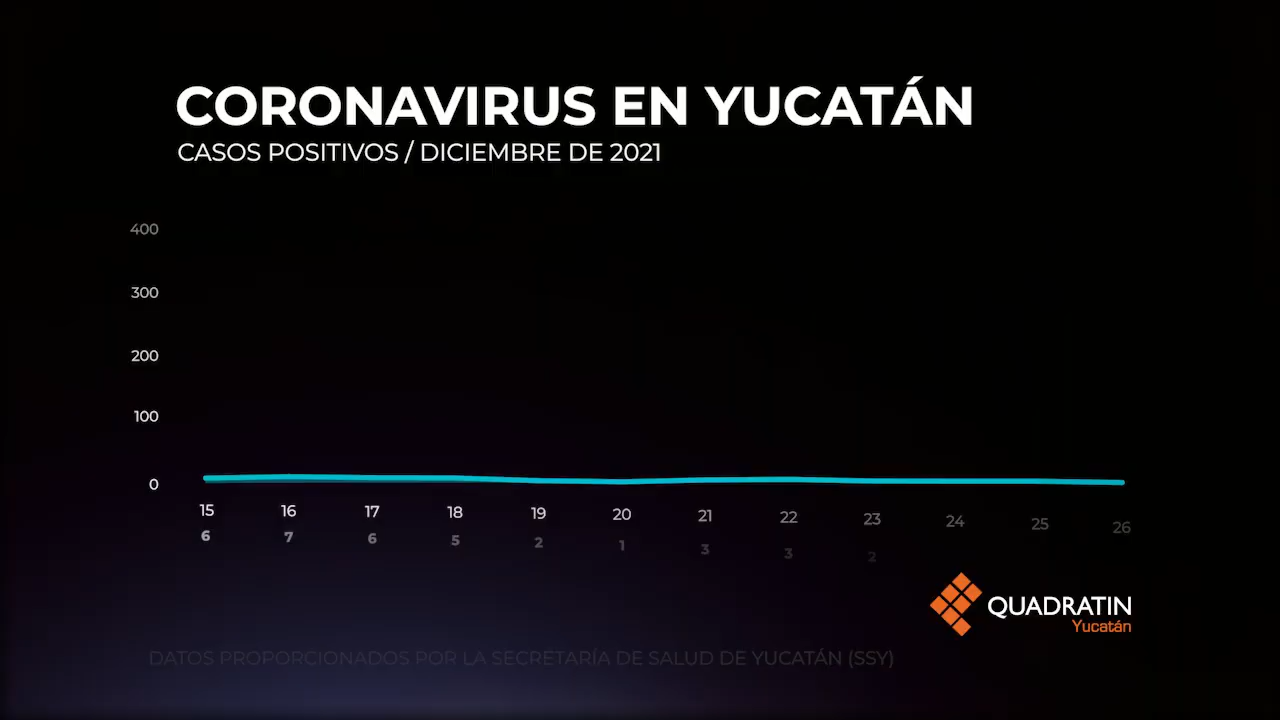 CORONAVIRUS EN YUCATÁN
CASOS POSITIVOS / DICIEMBRE DE 2021
400
300
200
100
0
15 16 17 18 19 20 21 22 23 24 25 26
6 7 6 5 2 1 3 3 2
QUADRATIN
Yucatán
DATOS PROPORCIONADOS POR LA SECRETARÍA DE SALUD DE YUCATÁN (SSY)